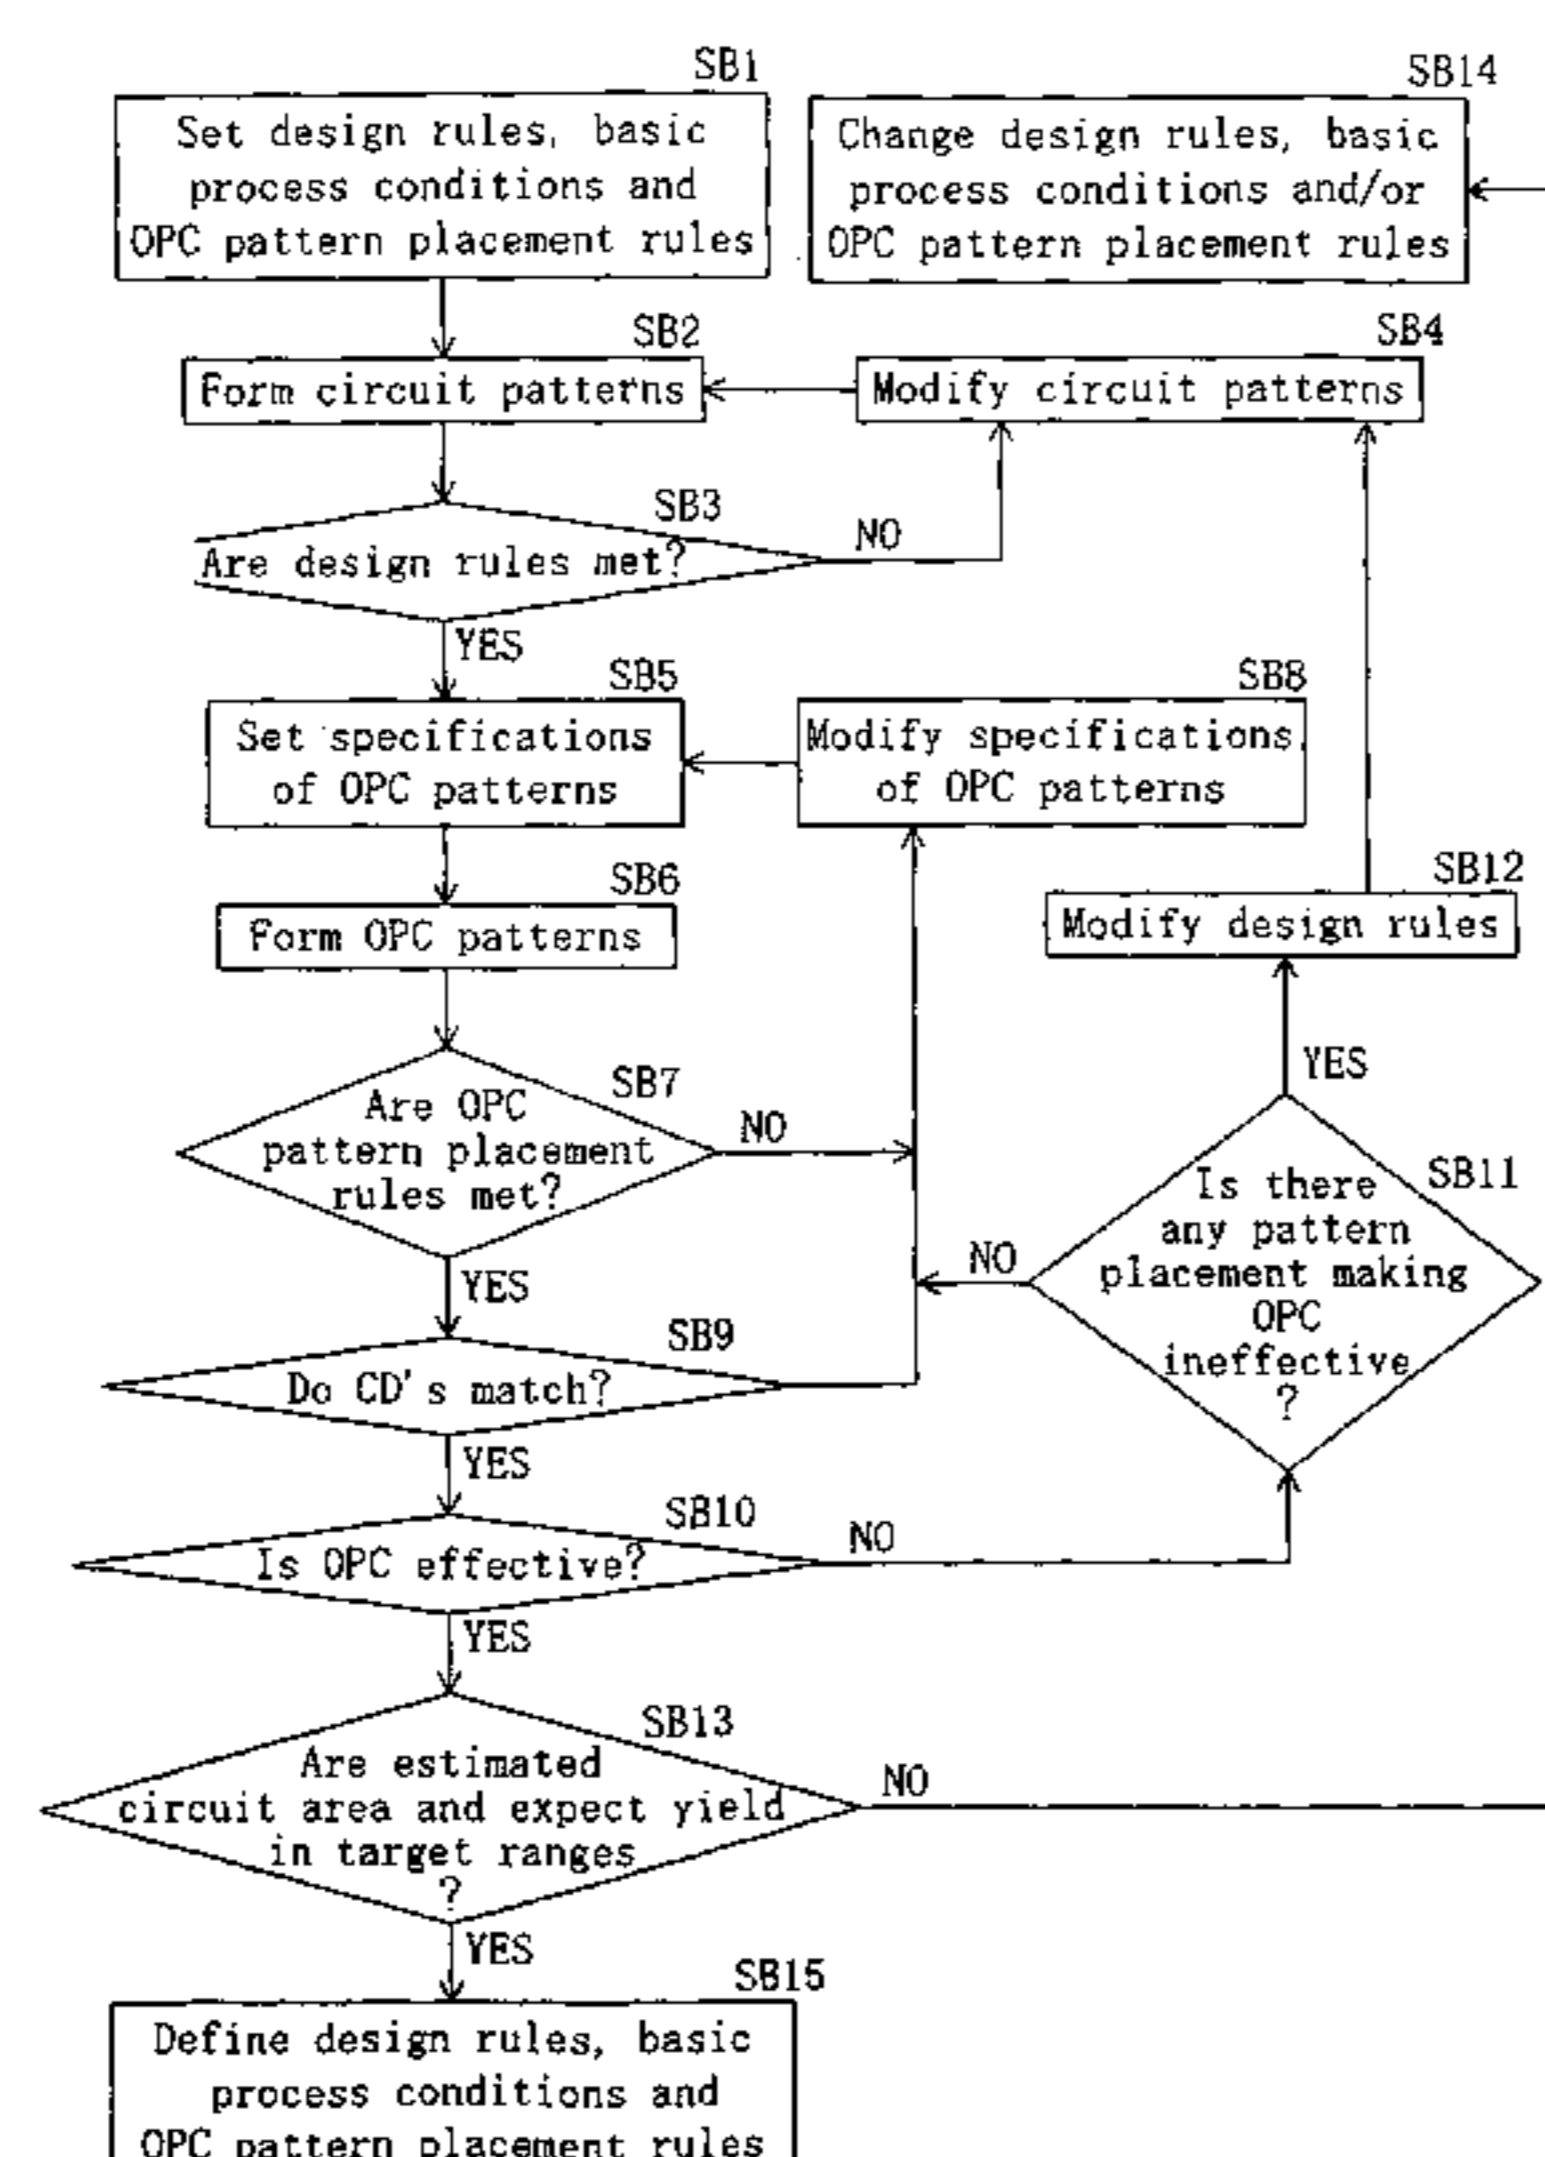 SB1
Set design rules, basic
process conditions and
OPC pattern placement rules
SB14
Change design rules, basic
process conditions and/or
OPC pattern placement rules
SB2
Form circuit patterns
SB4
Modify circuit patterns
SB3
Are design rules met?
NO
YES
SB5
Set specifications
of OPC patterns
SB8
Modify specifications
of OPC patterns
SB6
Form OPC patterns
SB12
Modify design rules
SB7
Are OPC
pattern placement
rules met?
NO
YES
YES
SB11
Is there
any pattern
placement making
OPC
ineffective
?
NO
SB9
Do CD's match?
YES
SB10
Is OPC effective?
NO
YES
SB13
Are estimated
circuit area and expect yield
in target ranges
?
NO
YES
SB15
Define design rules, basic
process conditions and
OPC pattern placement rules